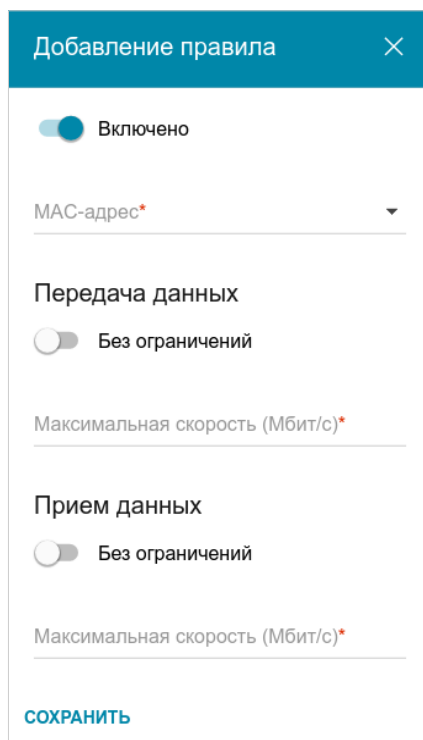 Добавление правила
Включено
MAC-адрес*
Передача данных
Без ограничений
Максимальная скорость (Мбит/с)*
Прием данных
Без ограничений
Максимальная скорость (Мбит/с)*
СОХРАНИТЬ